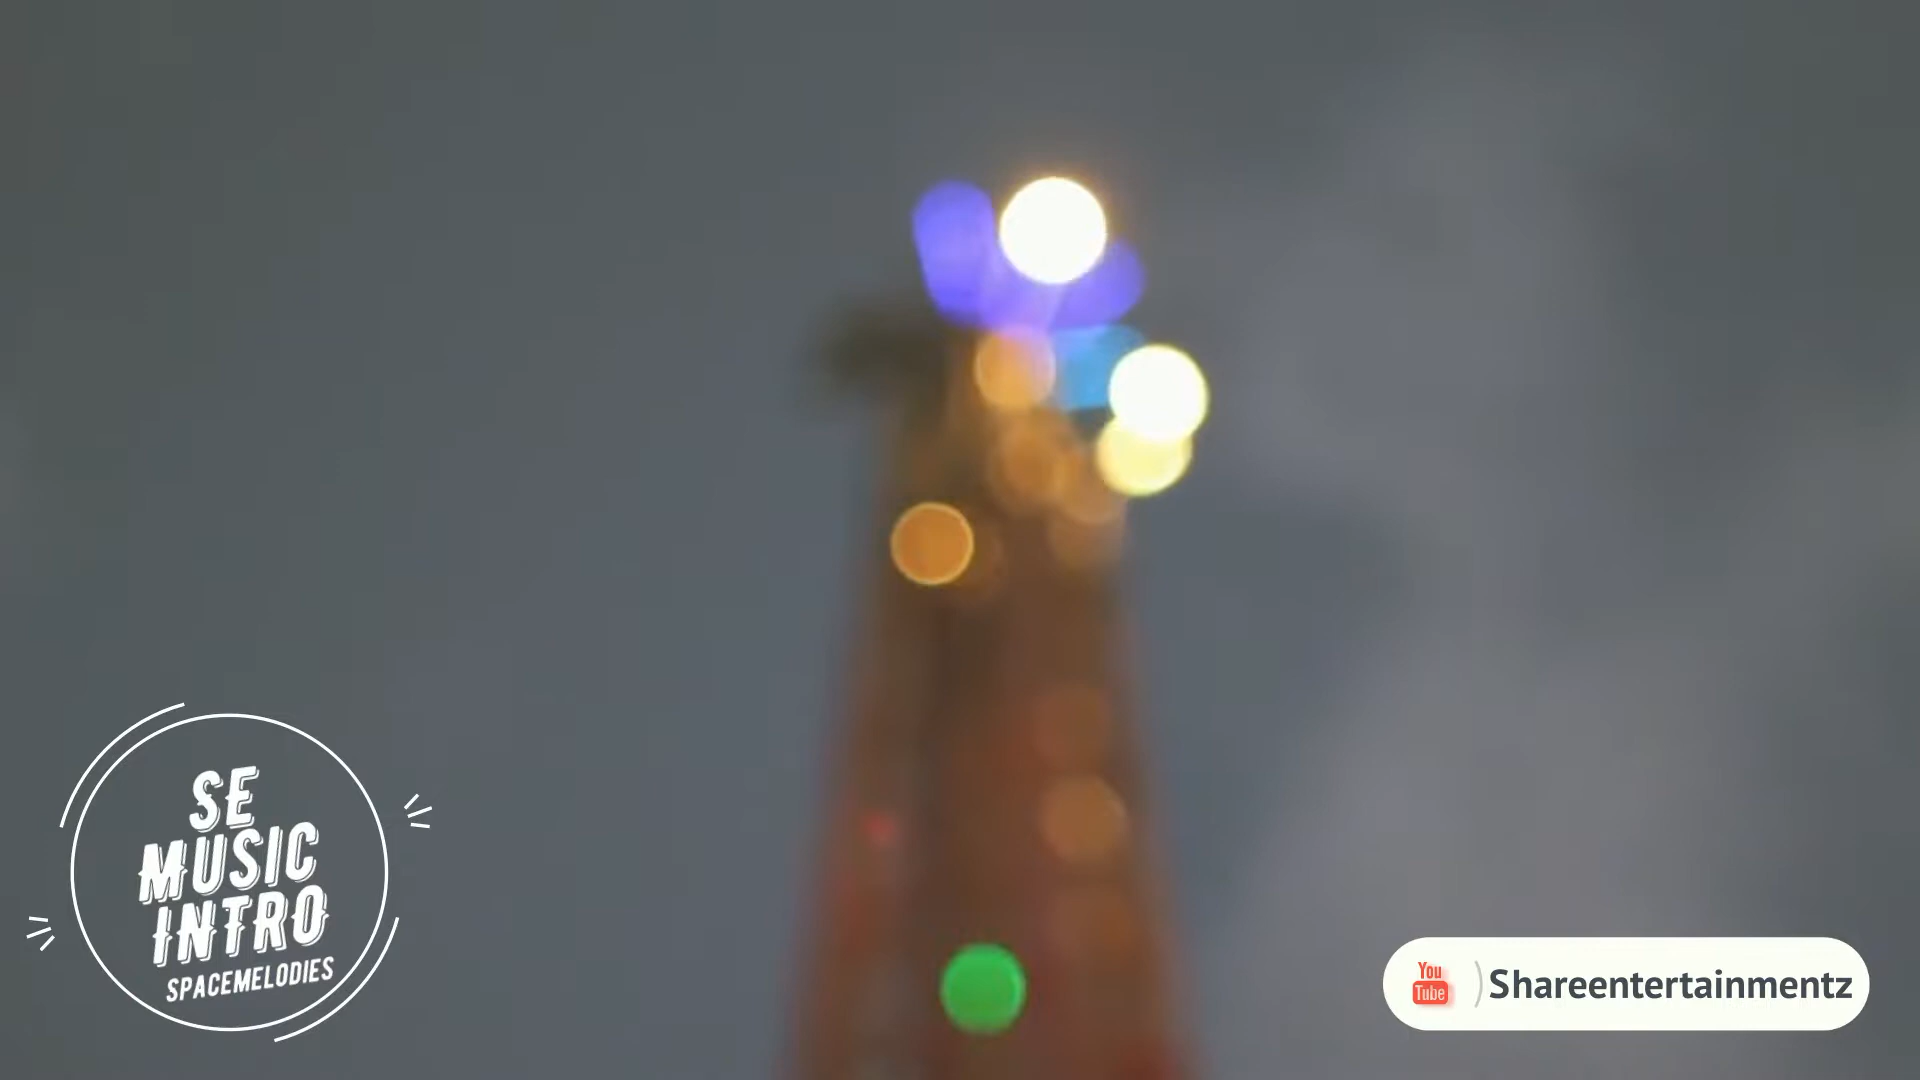 SE
MUSIC
INTRO
SPACEMELODIES
You
Tube
Shareentertainmentz